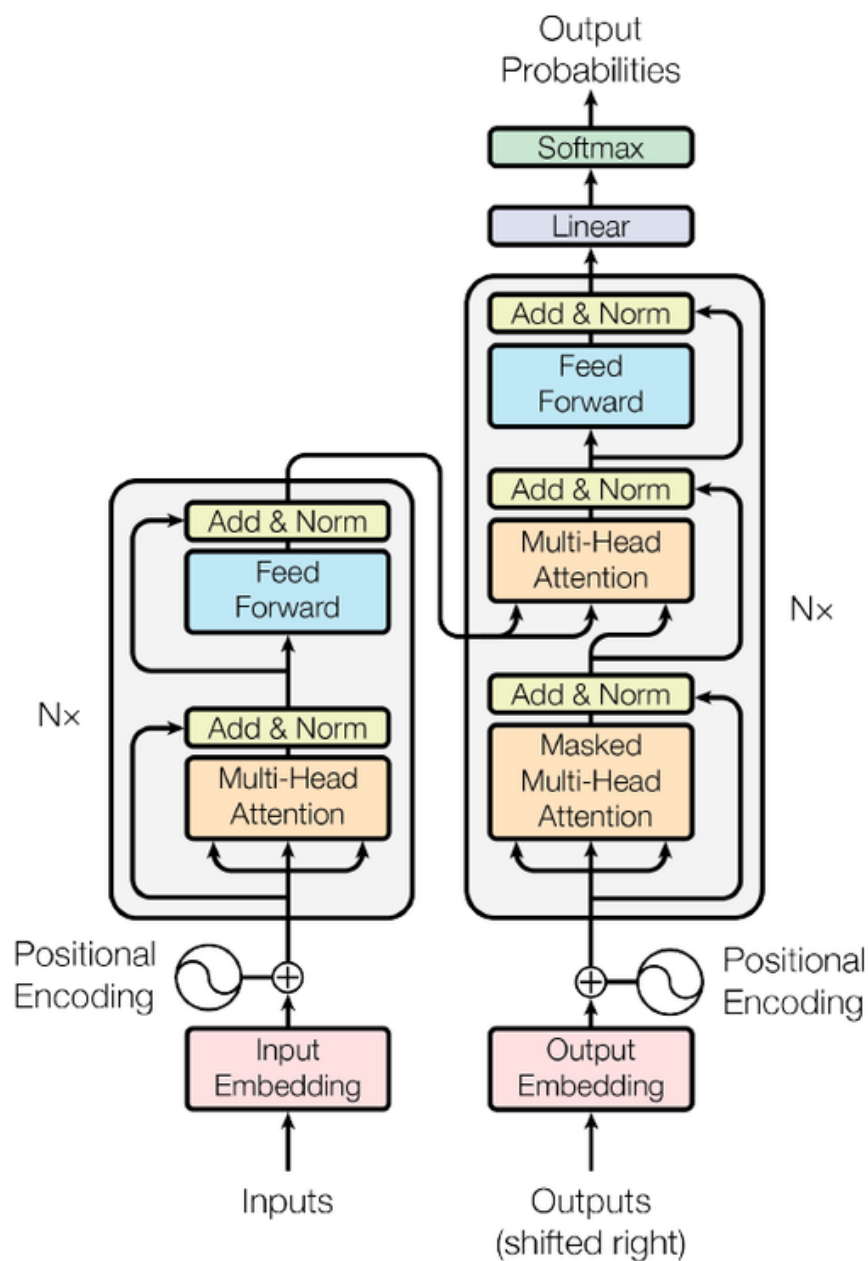 Output
Probabilities
Softmax
Linear
Add & Norm
Feed
Forward
Add & Norm
Multi-Head
Attention
Add & Norm
Masked
Multi-Head
Attention
N×
Add & Norm
Feed
Forward
Add & Norm
Multi-Head
Attention
N×
Positional
Encoding
Positional
Encoding
Input
Embedding
Output
Embedding
Inputs
Outputs
(shifted right)